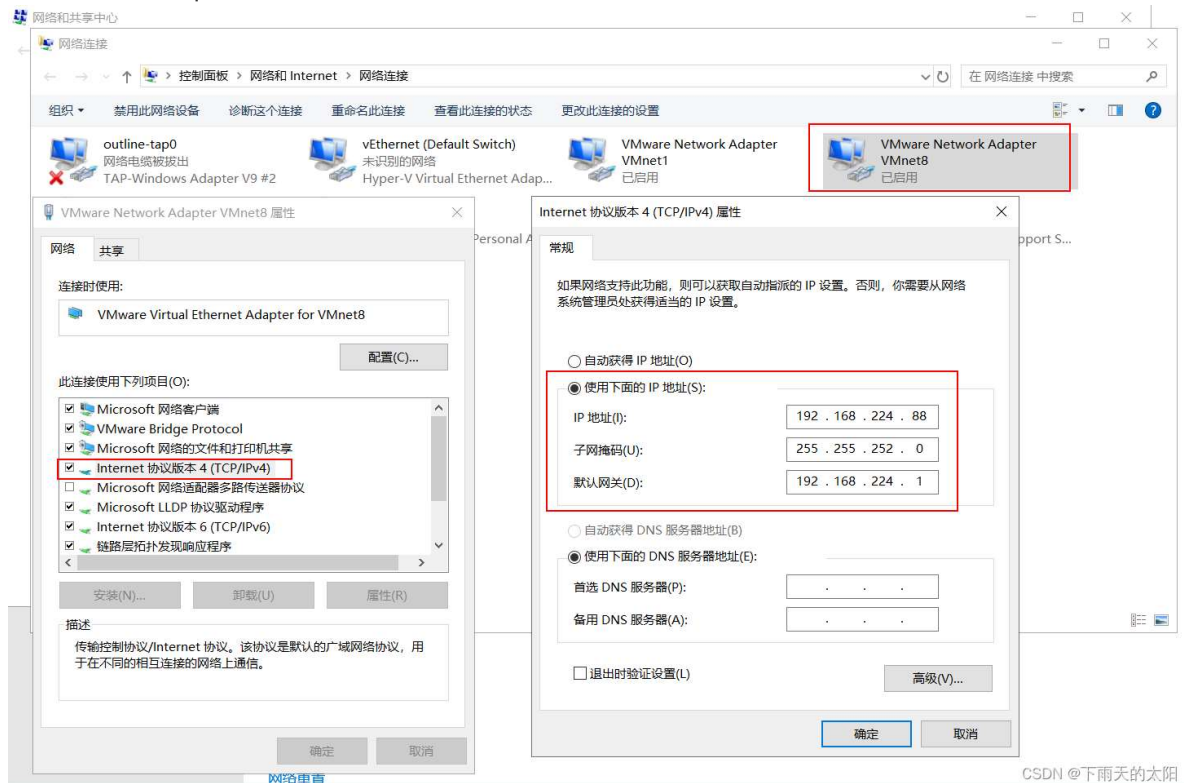 网络和共享中心
网络连接
控制面板 › 网络和 Internet › 网络连接
在 网络连接 中搜索
组织 禁用此网络设备 诊断这个连接 重命名此连接 查看此连接的状态 更改此连接的设置
outline-tap0
网络电缆被拔出
TAP-Windows Adapter V9 #2
vEthernet (Default Switch)
未识别的网络
Hyper-V Virtual Ethernet Adap...
VMware Network Adapter
VMnet1
已启用
VMware Network Adapter
VMnet8
已启用
Personal A
pport S...
VMware Network Adapter VMnet8 属性
网络 共享
连接时使用:
VMware Virtual Ethernet Adapter for VMnet8
配置(C)...
此连接使用下列项目(O):
Microsoft 网络客户端
VMware Bridge Protocol
Microsoft 网络的文件和打印机共享
Internet 协议版本 4 (TCP/IPv4)
Microsoft 网络适配器多路传送器协议
Microsoft LLDP 协议驱动程序
Internet 协议版本 6 (TCP/IPv6)
链路层拓扑发现响应程序
安装(N)... 卸载(U) 属性(R)
描述
传输控制协议/Internet 协议。该协议是默认的广域网络协议，用
于在不同的相互连接的网络上通信。
确定 取消
网络重置
Internet 协议版本 4 (TCP/IPv4) 属性
常规
如果网络支持此功能，则可以获取自动指派的 IP 设置。否则，你需要从网络
系统管理员处获得适当的 IP 设置。
自动获得 IP 地址(O)
使用下面的 IP 地址(S):
IP 地址(I): 192 . 168 . 224 . 88
子网掩码(U): 255 . 255 . 252 . 0
默认网关(D): 192 . 168 . 224 . 1
自动获得 DNS 服务器地址(B)
使用下面的 DNS 服务器地址(E):
首选 DNS 服务器(P): . . .
备用 DNS 服务器(A): . . .
退出时验证设置(L)
高级(V)...
确定 取消
CSDN @下雨天的太阳